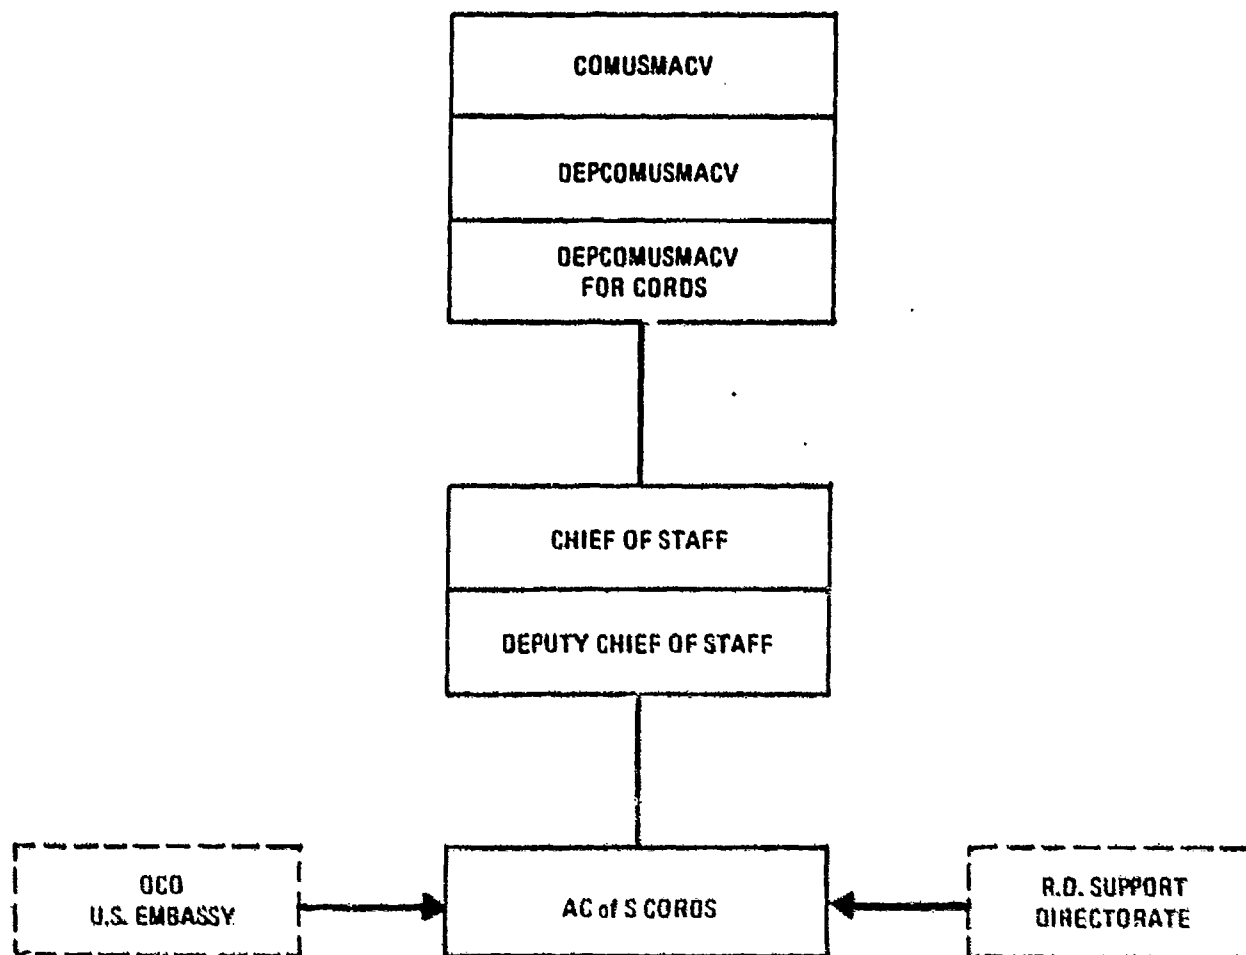 COMUSMACV
DEPCOMUSMACV
DEPCOMUSMACV
FOR CORDS
CHIEF OF STAFF
DEPUTY CHIEF OF STAFF
OCO
U.S. EMBASSY
AC of S CORDS
R.D. SUPPORT
DIRECTORATE